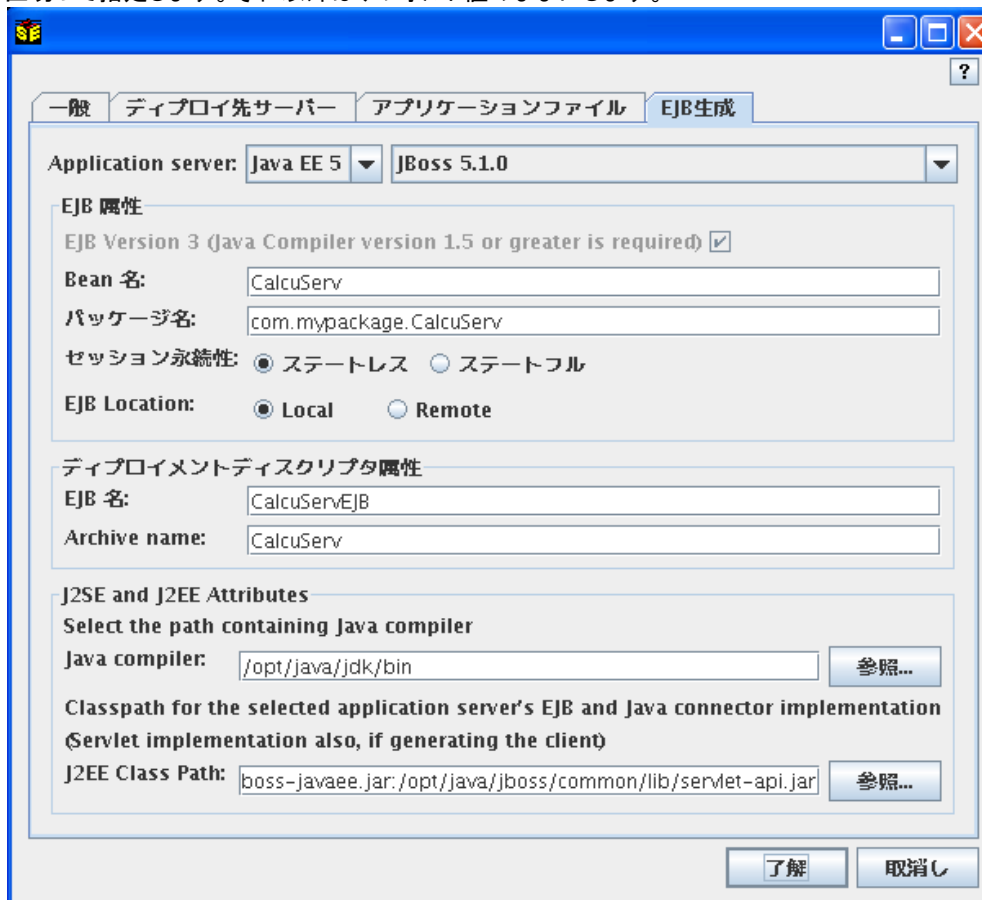 ?
一般 ディプロイ先サーバー アプリケーションファイル EJB生成
Application server: Java EE 5 JBoss 5.1.0
EJB 属性
EJB Version 3 (Java Compiler version 1.5 or greater is required)
Bean 名: CalcuServ
パッケージ名: com.mypackage.CalcuServ
セッション永続性: ステートレス ステートフル
EJB Location: Local Remote
ディプロイメントディスクリプタ属性
EJB 名: CalcuServEJB
Archive name: CalcuServ
J2SE and J2EE Attributes
Select the path containing Java compiler
Java compiler: /opt/java/jdk/bin 参照...
Classpath for the selected application server's EJB and Java connector implementation
(Servlet implementation also, if generating the client)
J2EE Class Path: boss-javaee.jar:/opt/java/jboss/common/lib/servlet-api.jar 参照...
了解 取消し